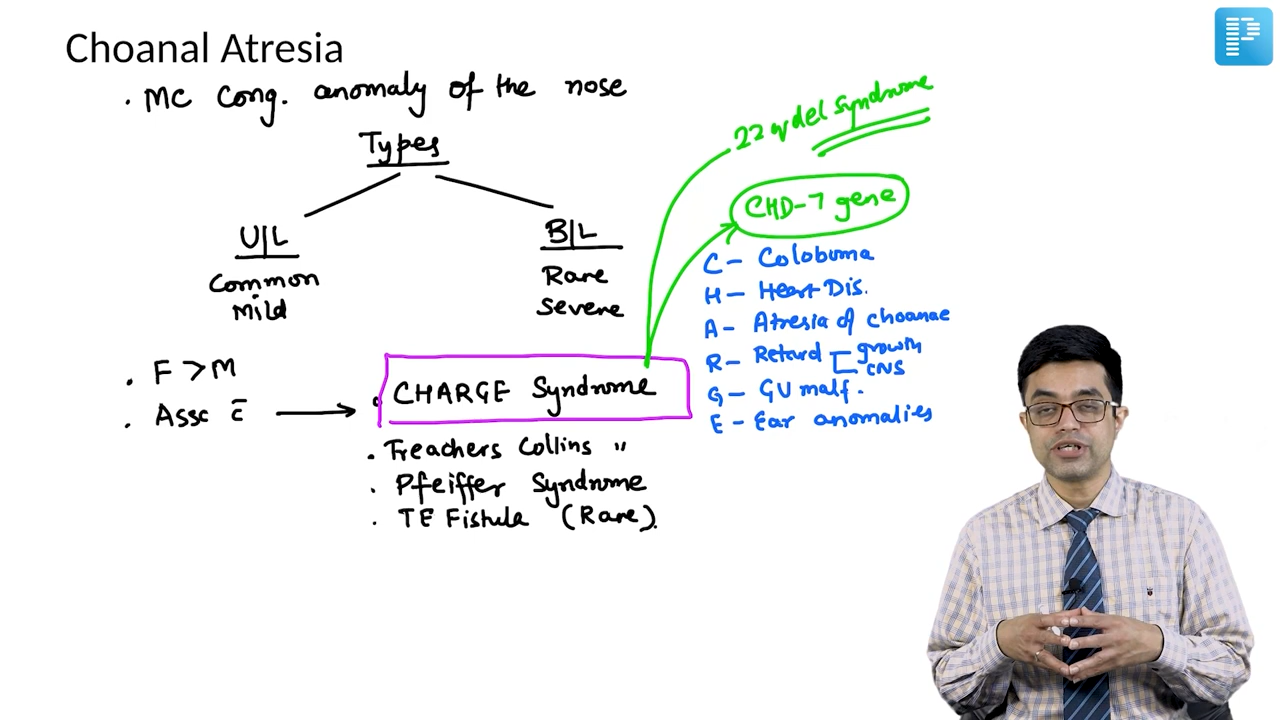 Choanal Atresia
. MC Cong. anomaly of the nose
Types
U/L
Common
Mild
B/L
Rare
Severe
. F > M
. Assc c̄
. CHARGE Syndrome
. Treachers Collins "
. Pfeiffer Syndrome
. TE Fistula (Rare).
22 q del syndrome
CHD-7 gene
C - Coloboma
H - Heart Dis.
A - Atresia of choanae
R - Retard growth
CNS
G - GU malf.
E - Ear anomalies
P